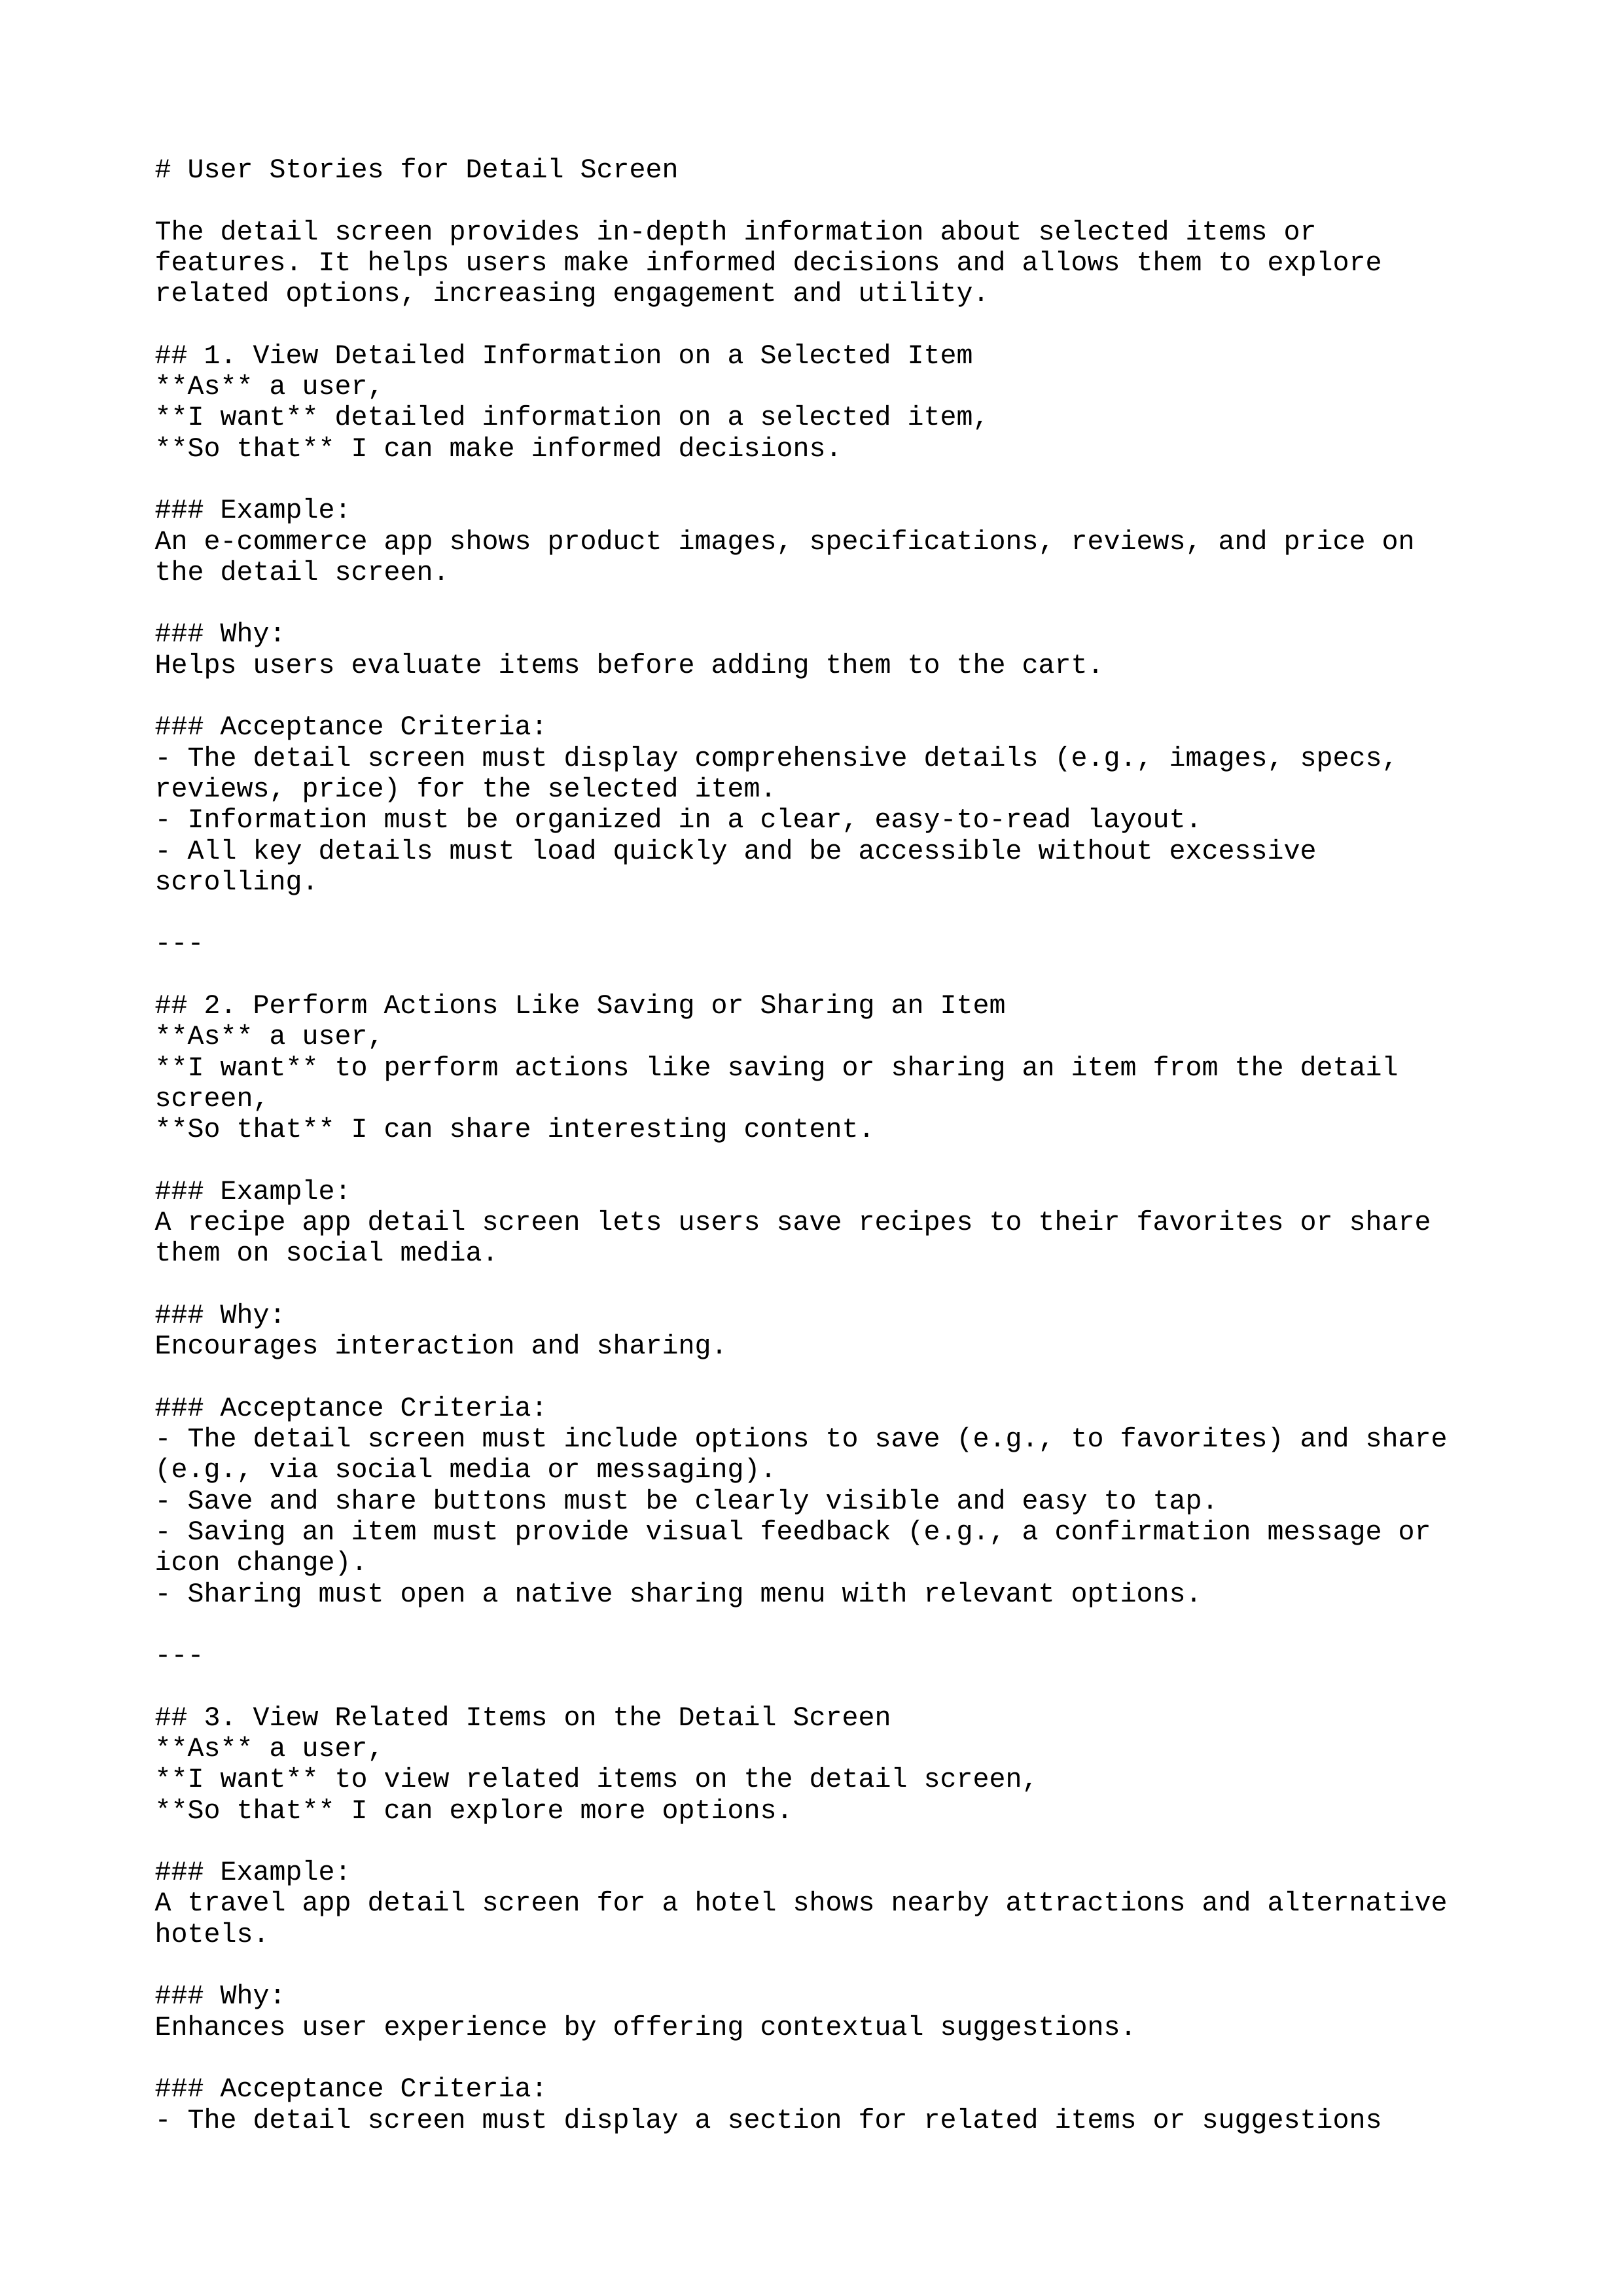 # User Stories for Detail Screen
The detail screen provides in-depth information about selected items or
features. It helps users make informed decisions and allows them to explore
related options, increasing engagement and utility.
## 1. View Detailed Information on a Selected Item
**As** a user,
**I want** detailed information on a selected item,
**So that** I can make informed decisions.
### Example:
An e-commerce app shows product images, specifications, reviews, and price on
the detail screen.
### Why:
Helps users evaluate items before adding them to the cart.
### Acceptance Criteria:
- The detail screen must display comprehensive details (e.g., images, specs,
reviews, price) for the selected item.
- Information must be organized in a clear, easy-to-read layout.
- All key details must load quickly and be accessible without excessive
scrolling.
---
## 2. Perform Actions Like Saving or Sharing an Item
**As** a user,
**I want** to perform actions like saving or sharing an item from the detail
screen,
**So that** I can share interesting content.
### Example:
A recipe app detail screen lets users save recipes to their favorites or share
them on social media.
### Why:
Encourages interaction and sharing.
### Acceptance Criteria:
- The detail screen must include options to save (e.g., to favorites) and share
(e.g., via social media or messaging).
- Save and share buttons must be clearly visible and easy to tap.
- Saving an item must provide visual feedback (e.g., a confirmation message or
icon change).
- Sharing must open a native sharing menu with relevant options.
---
## 3. View Related Items on the Detail Screen
**As** a user,
**I want** to view related items on the detail screen,
**So that** I can explore more options.
### Example:
A travel app detail screen for a hotel shows nearby attractions and alternative
hotels.
### Why:
Enhances user experience by offering contextual suggestions.
### Acceptance Criteria:
- The detail screen must display a section for related items or suggestions